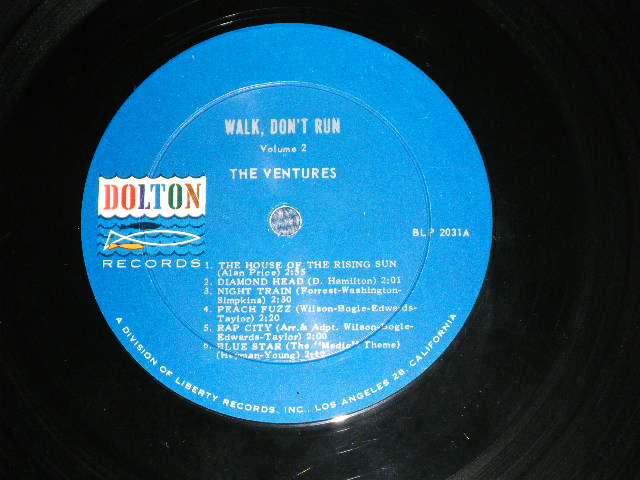 WALK, DON'T RUN
Volume 2
THE VENTURES
DOLTON
RECORDS
BLP 2031A
1. THE HOUSE OF THE RISING SUN
(Alan Price) 2:55
2. DIAMOND HEAD (D. Hamilton) 2:01
3. NIGHT TRAIN (Forrest-Washington-
Simpkins) 2:30
4. PEACH FUZZ (Wilson-Bogle-Edwards-
Taylor) 2:20
5. RAP CITY (Arr. & Adpt. Wilson-Bogle-
Edwards-Taylor) 2:00
BLUE STAR (The "Medic" Theme)
(Heyman-Young)
A DIVISION OF LIBERTY RECORDS, INC., LOS ANGELES 28, CALIFORNIA